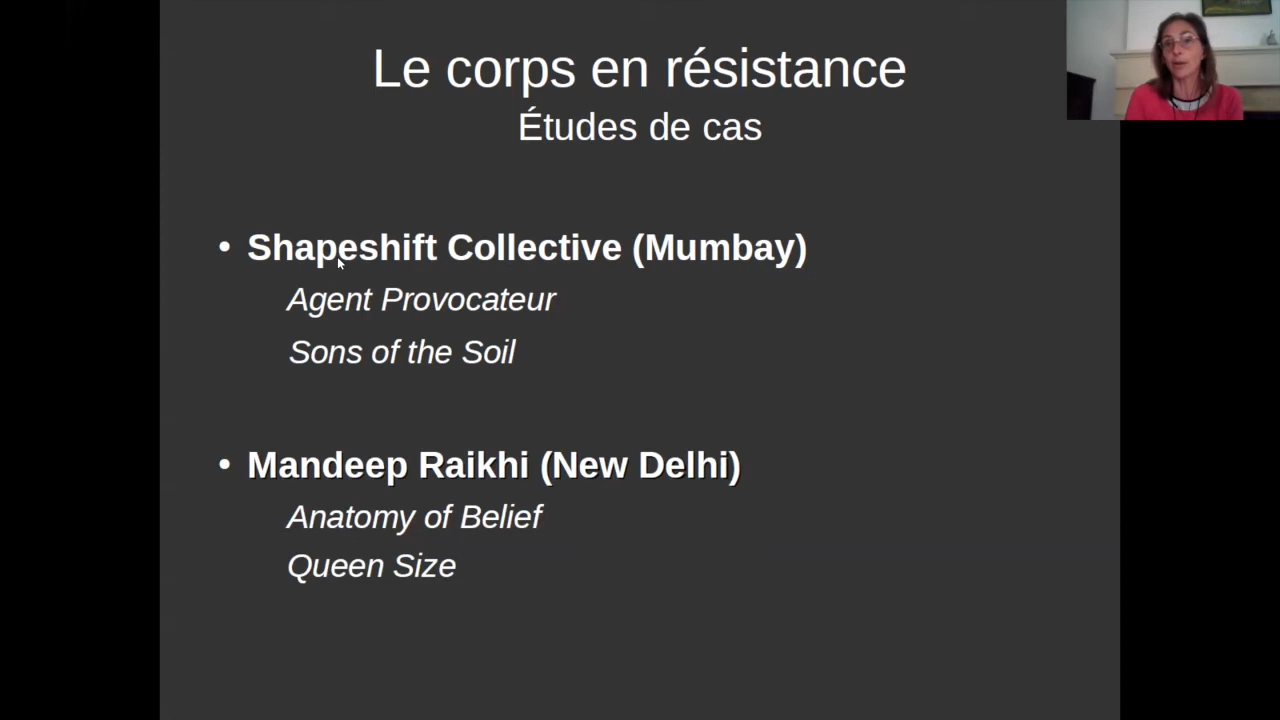 Le corps en résistance
Études de cas
• Shapeshift Collective (Mumbay)
Agent Provocateur
Sons of the Soil
• Mandeep Raikhi (New Delhi)
Anatomy of Belief
Queen Size